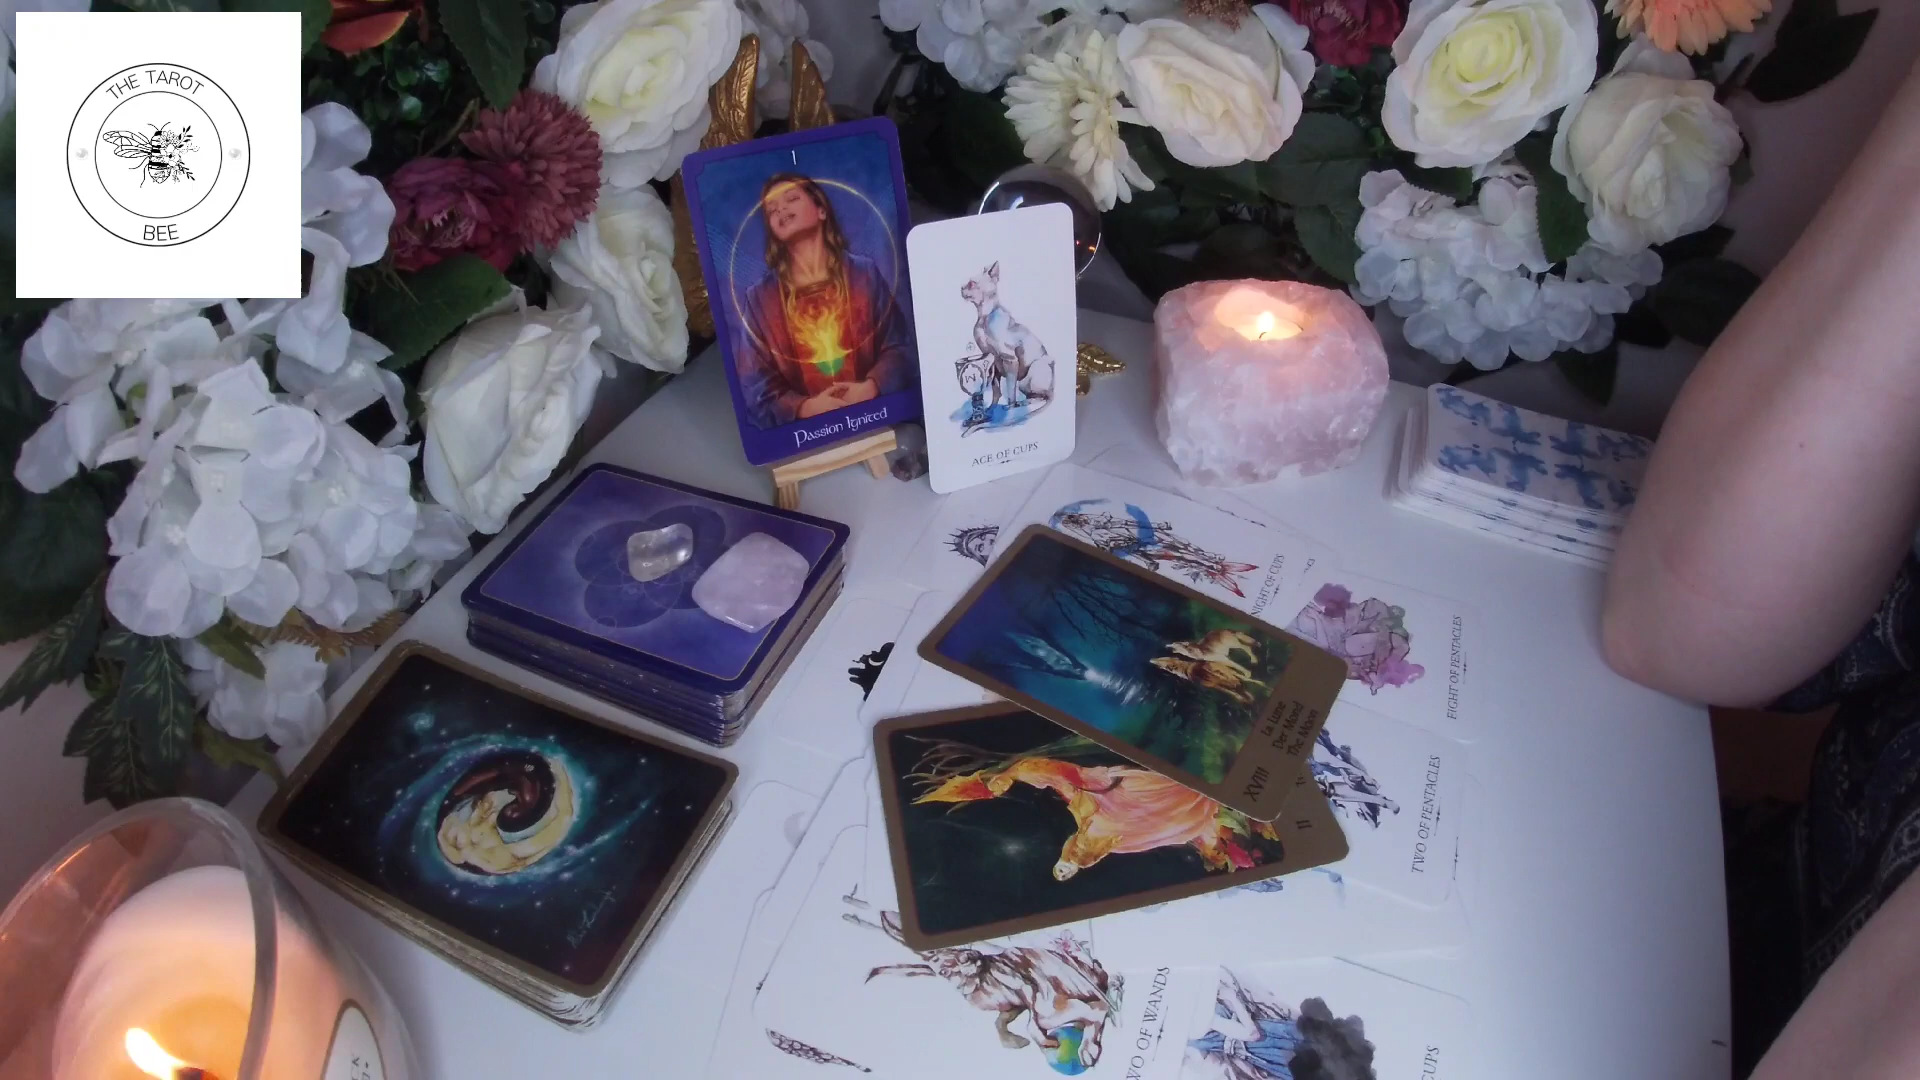 THE TAROT
BEE
I
Passion Ignited
ACE OF CUPS
KNIGHT OF CUPS
EIGHT OF PENTACLES
La Lune
Der Mond
The Moon
XVIII
II
TWO OF PENTACLES
TWO OF WANDS
CUPS